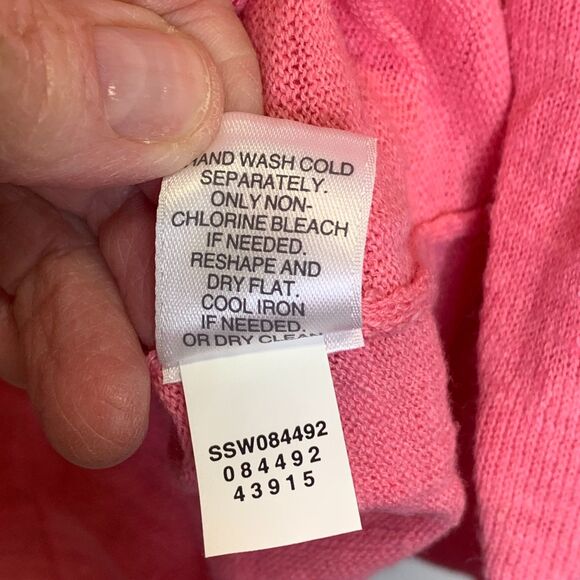 HAND WASH COLD
SEPARATELY.
ONLY NON-
CHLORINE BLEACH
IF NEEDED.
RESHAPE AND
DRY FLAT.
COOL IRON
IF NEEDED.
OR DRY CLEAN
SSW084492
084492
43915